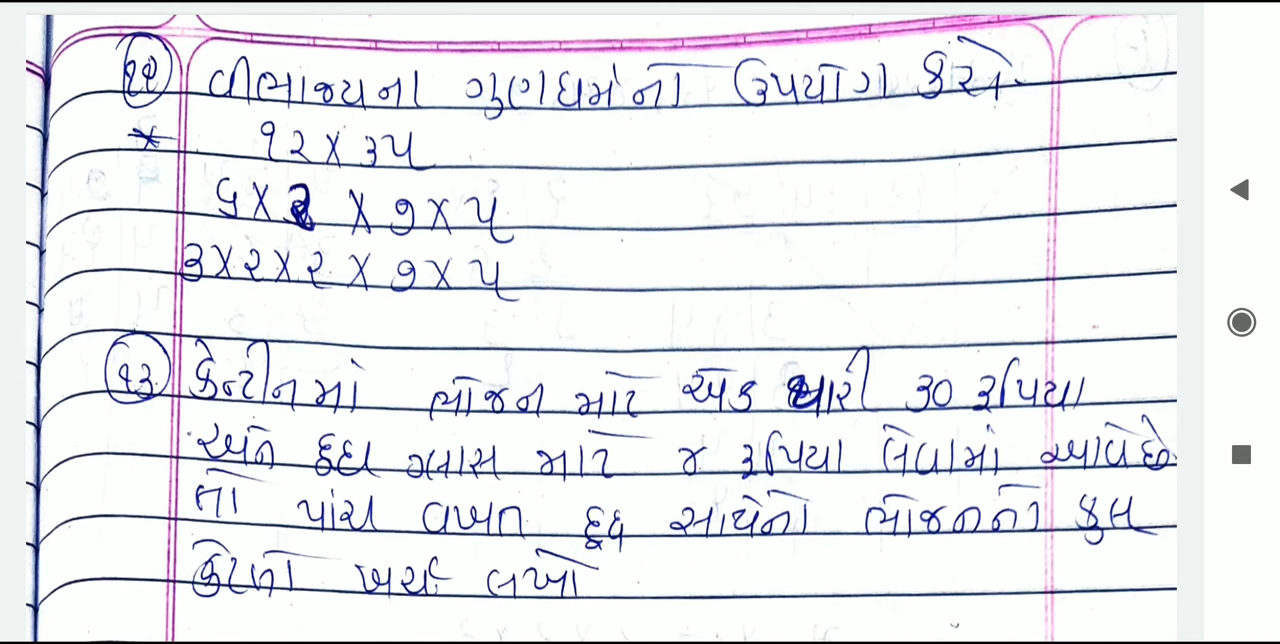 ૧૨ વીભાજયના ગુણધર્મનો ઉપયોગ કરો
* ૧૨ X ૩૫
૬ X ૨ X ૭ X ૫
૩ X ૨ X ૨ X ૭ X ૫
૧૩ કેન્ટીનમાં ભોજન માટે એક થારી ૩૦ રૂપિયા
અને દુધ ગ્લાસ માટે ૪ રૂપિયા લેવામાં આવે છે
તો પાંચ વખત દૂધ સાથેનો ભોજનનો કુલ
કેટલો ખર્ચ લખો